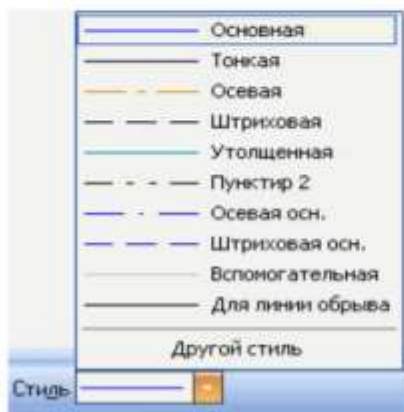 Основная
Тонкая
Осевая
Штриховая
Утолщенная
Пунктир 2
Осевая осн.
Штриховая осн.
Вспомогательная
Для линии обрыва
Другой стиль
Стиль